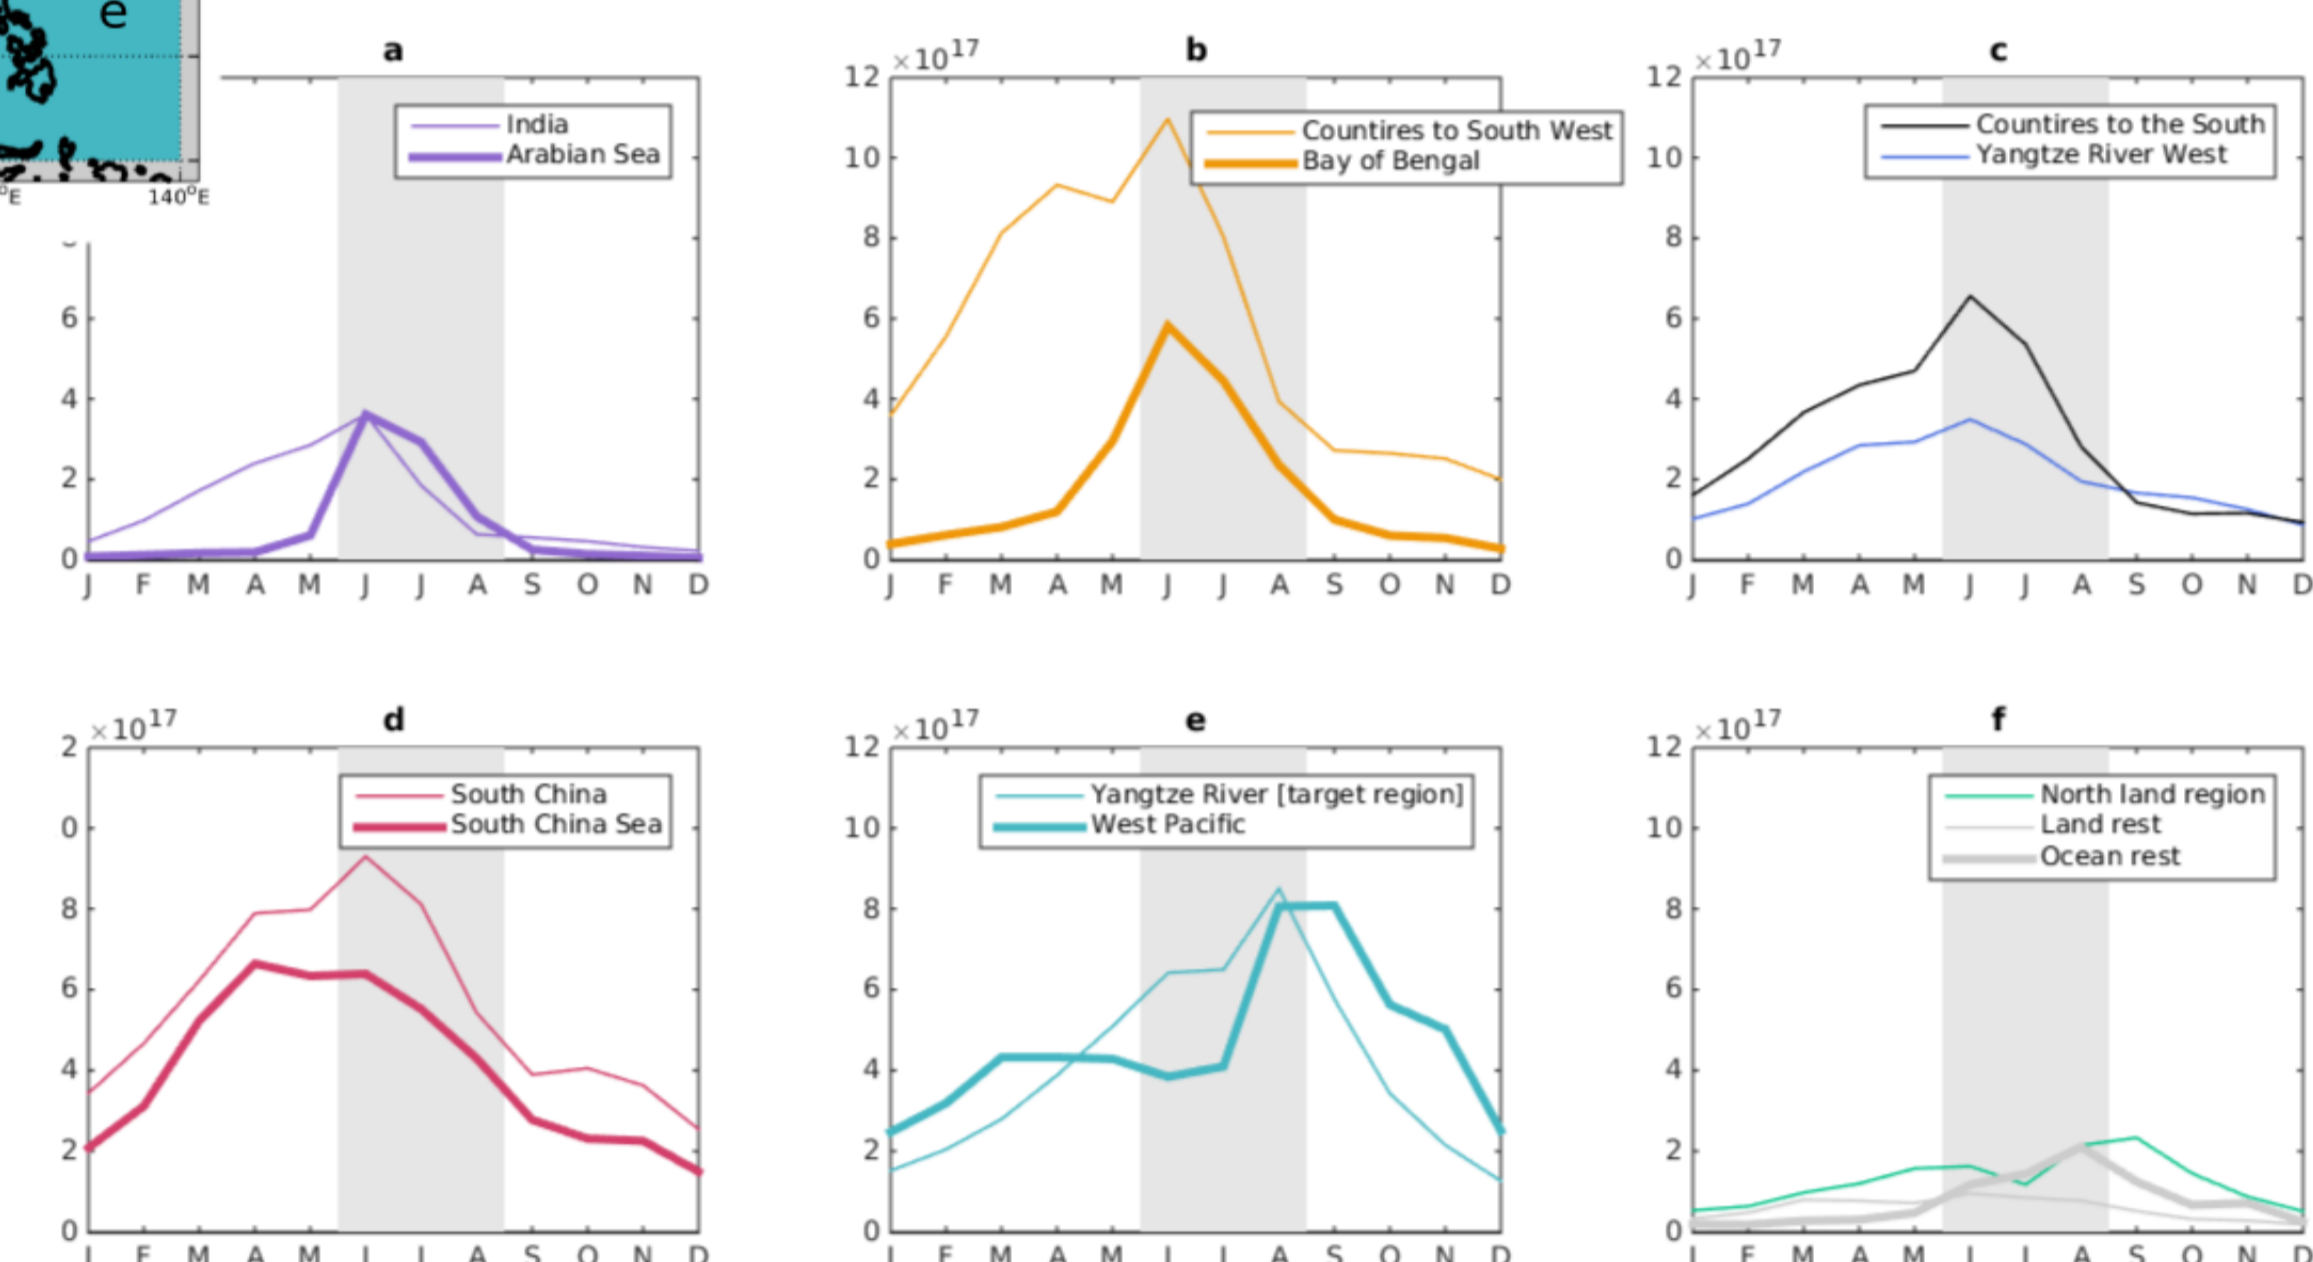 e
°E 140°E
a
India
Arabian Sea
6
4
2
0
J F M A M J J A S O N D
b
×10^17
12
10
8
6
4
2
0
Countires to South West
Bay of Bengal
J F M A M J J A S O N D
c
×10^17
12
10
8
6
4
2
0
Countires to the South
Yangtze River West
J F M A M J J A S O N D
d
×10^17
2
0
8
6
4
2
0
South China
South China Sea
J F M A M J J A S O N D
e
×10^17
12
10
8
6
4
2
0
Yangtze River [target region]
West Pacific
J F M A M J J A S O N D
f
×10^17
12
10
8
6
4
2
0
North land region
Land rest
Ocean rest
J F M A M J J A S O N D